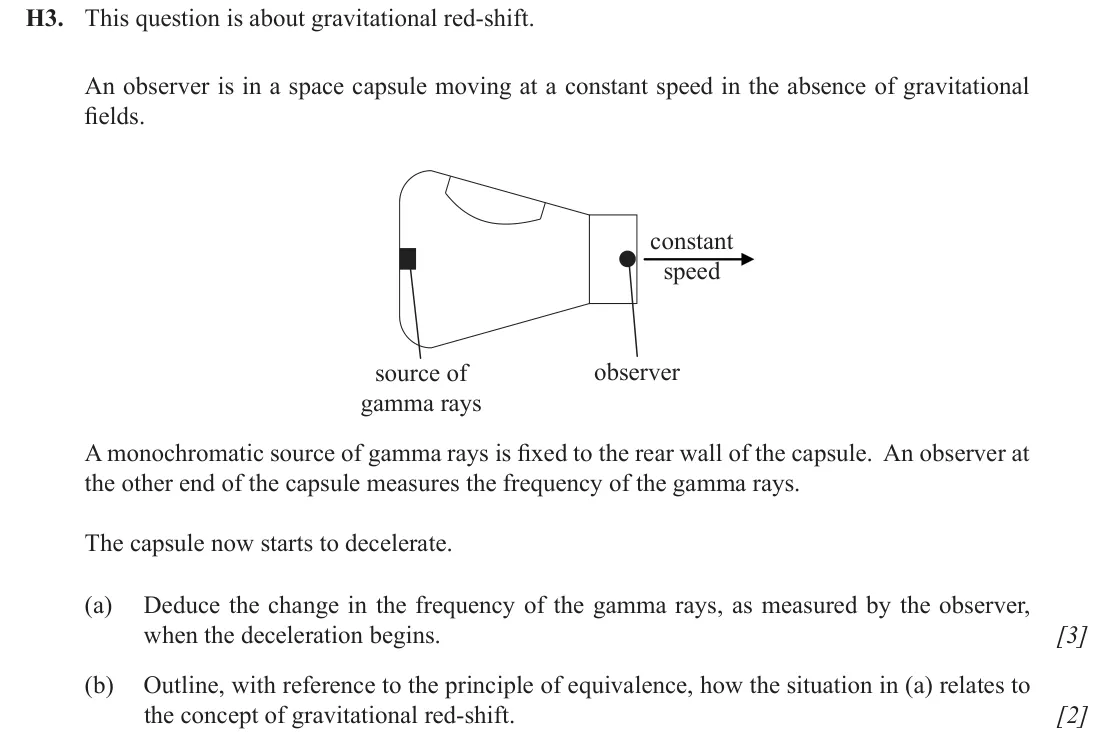 H3. This question is about gravitational red-shift.
An observer is in a space capsule moving at a constant speed in the absence of gravitational
fields.
constant
speed
source of
gamma rays
observer
A monochromatic source of gamma rays is fixed to the rear wall of the capsule. An observer at
the other end of the capsule measures the frequency of the gamma rays.
The capsule now starts to decelerate.
(a) Deduce the change in the frequency of the gamma rays, as measured by the observer,
when the deceleration begins. [3]
(b) Outline, with reference to the principle of equivalence, how the situation in (a) relates to
the concept of gravitational red-shift. [2]